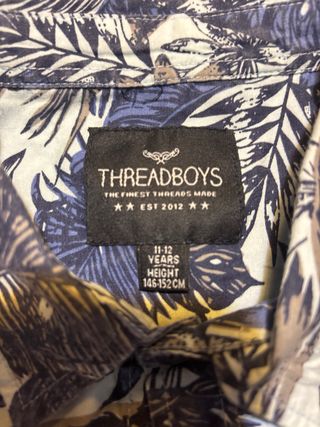 THREADBOYS
THE FINEST THREADS MADE
★★ EST 2012 ★★
11-12
YEARS
HEIGHT
146-152CM